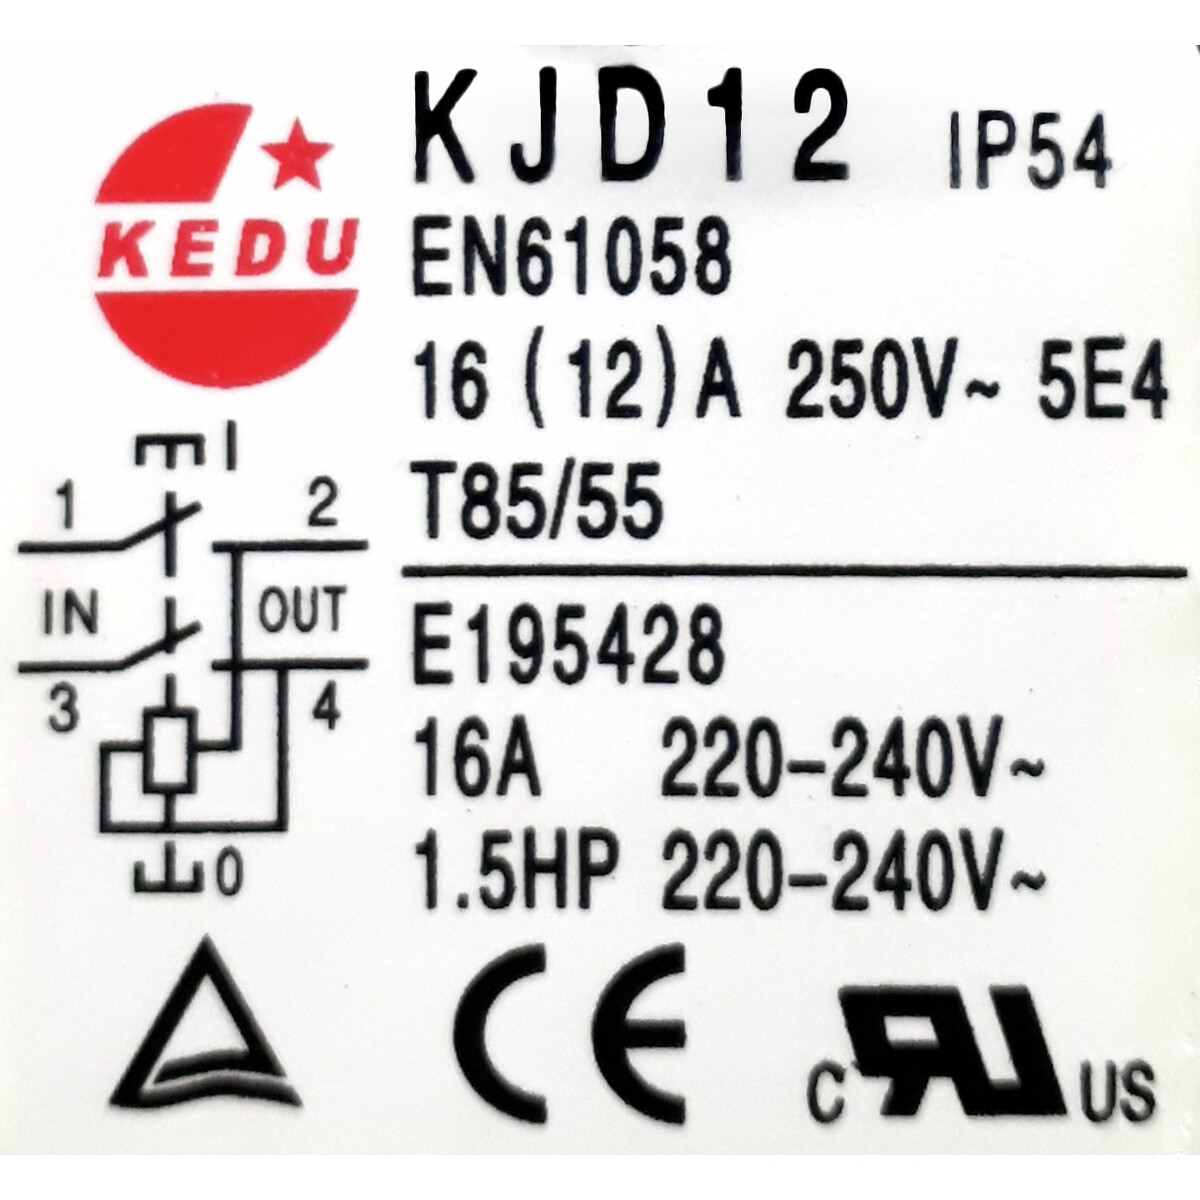 KJD12 IP54
KEDU
EN61058
16 (12) A 250V~ 5E4
T85/55
I
1 2
IN OUT
3 4
0
E195428
16A 220-240V~
1.5HP 220-240V~
CE
C RU US